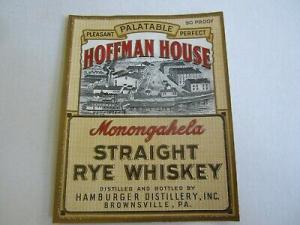 PALATABLE
PLEASANT PERFECT
90 PROOF
HOFFMAN HOUSE
Monongahela
STRAIGHT
RYE WHISKEY
DISTILLED AND BOTTLED BY
HAMBURGER DISTILLERY, INC.
BROWNSVILLE, PA.